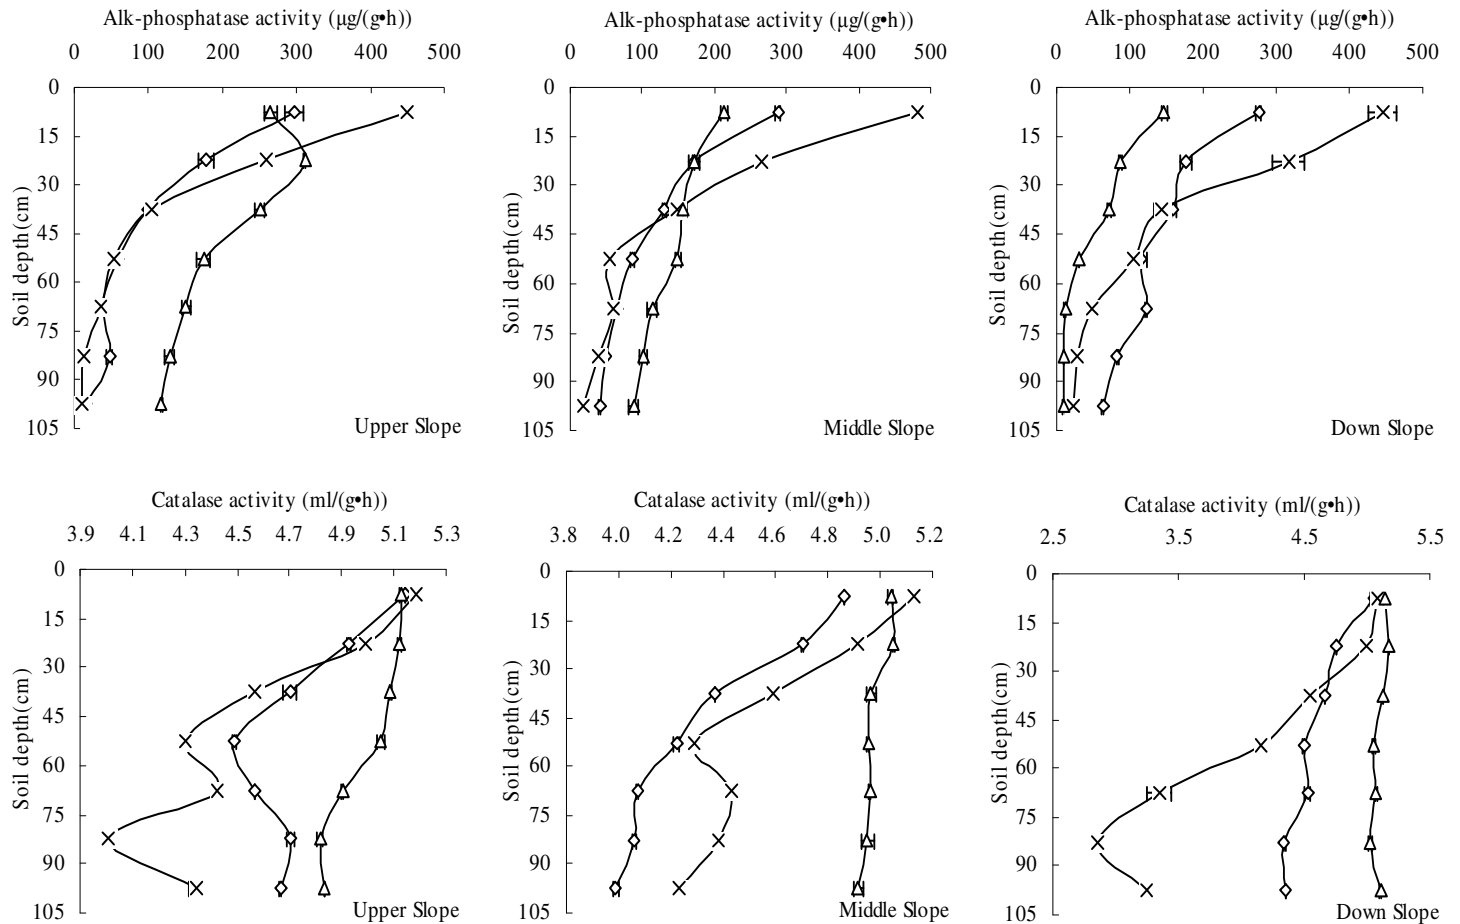 Alk-phosphatase activity (μg/(g•h))
0 100 200 300 400 500
0
15
30
45
60
75
90
105
Soil depth(cm)
Upper Slope
Alk-phosphatase activity (μg/(g•h))
0 100 200 300 400 500
0
15
30
45
60
75
90
105
Soil depth(cm)
Middle Slope
Alk-phosphatase activity (μg/(g•h))
0 100 200 300 400 500
0
15
30
45
60
75
90
105
Soil depth(cm)
Down Slope
Catalase activity (ml/(g•h))
3.9 4.1 4.3 4.5 4.7 4.9 5.1 5.3
0
15
30
45
60
75
90
105
Soil depth(cm)
Upper Slope
Catalase activity (ml/(g•h))
3.8 4.0 4.2 4.4 4.6 4.8 5.0 5.2
0
15
30
45
60
75
90
105
Soil depth(cm)
Middle Slope
Catalase activity (ml/(g•h))
2.5 3.5 4.5 5.5
0
15
30
45
60
75
90
105
Soil depth(cm)
Down Slope